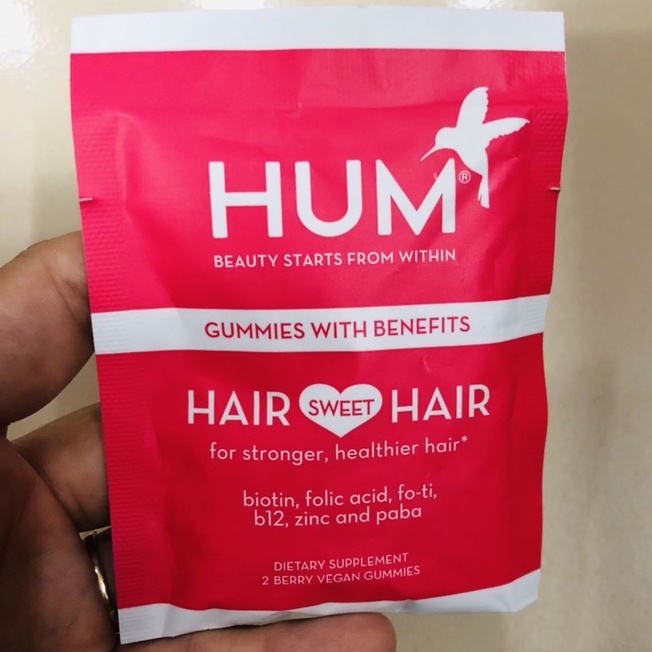 HUM®
BEAUTY STARTS FROM WITHIN
GUMMIES WITH BENEFITS
HAIR SWEET HAIR
for stronger, healthier hair*
biotin, folic acid, fo-ti,
b12, zinc and paba
DIETARY SUPPLEMENT
2 BERRY VEGAN GUMMIES